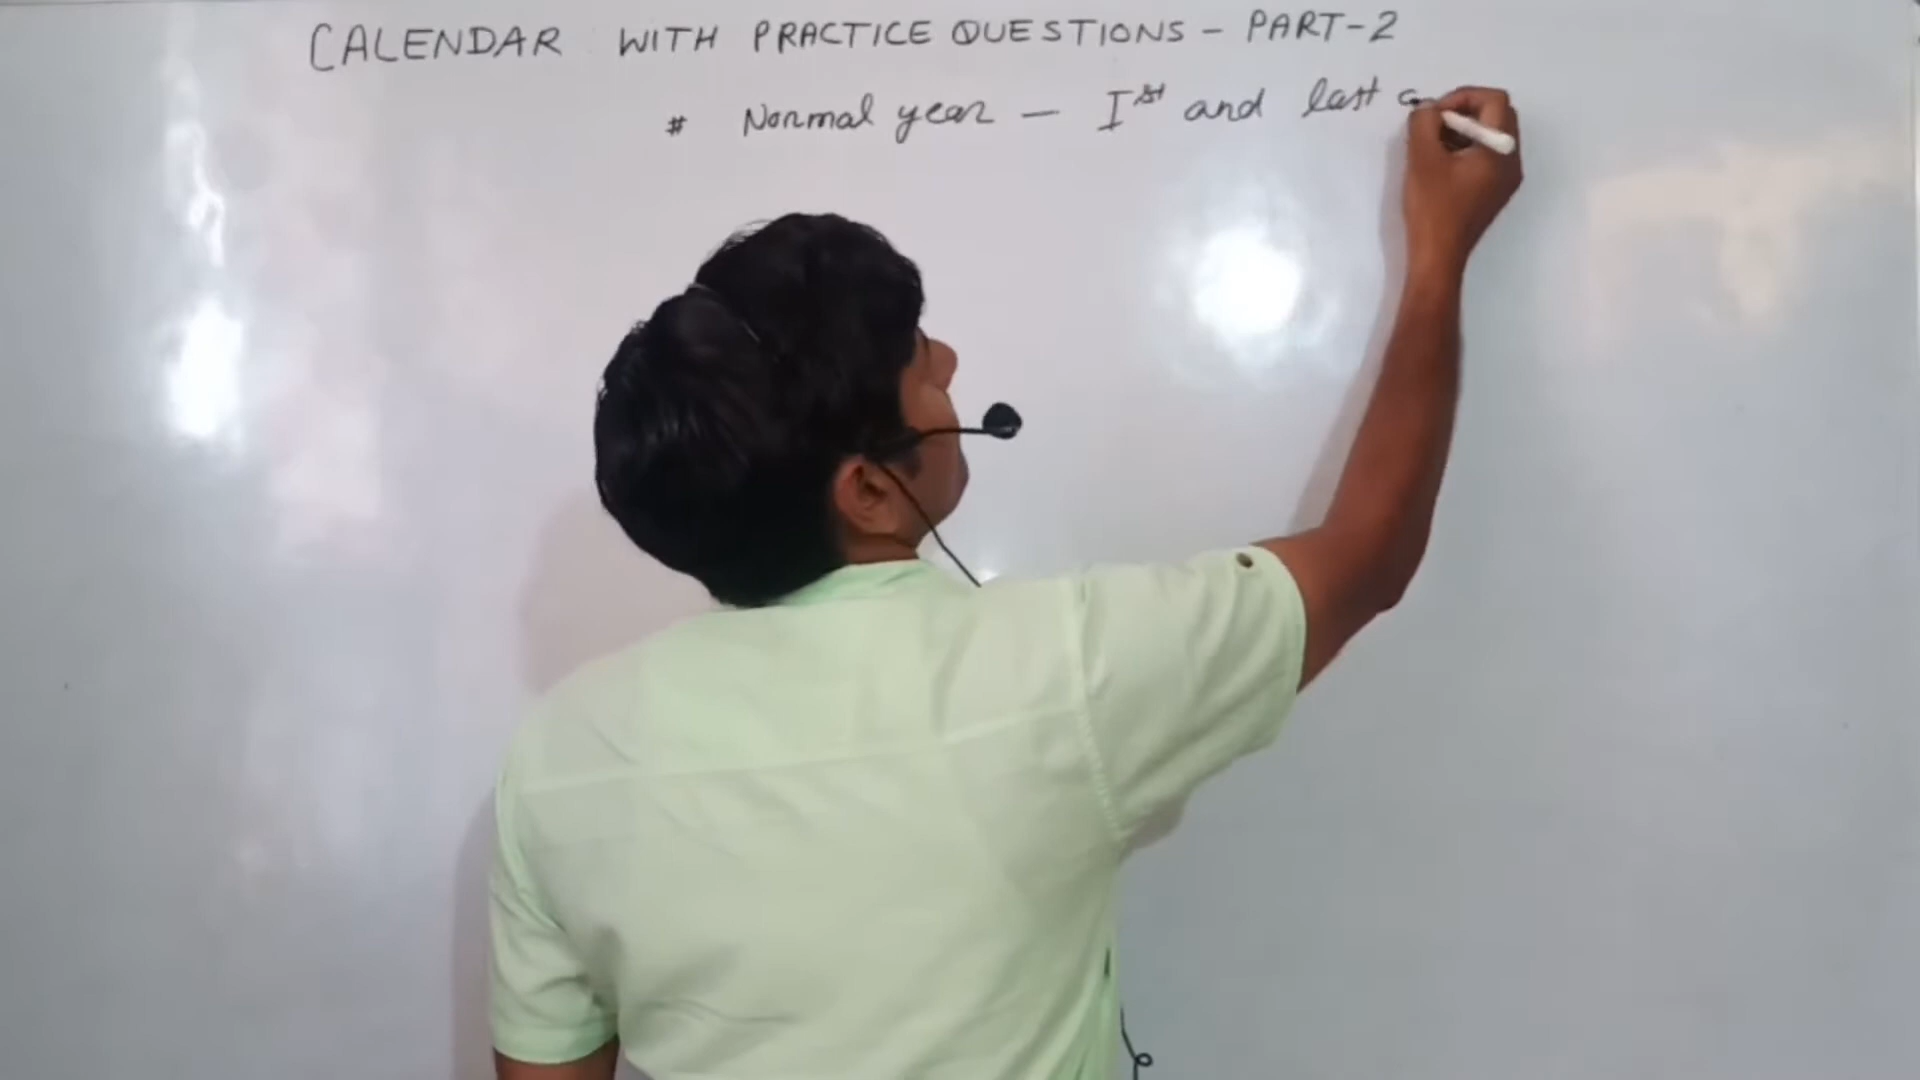 CALENDAR WITH PRACTICE QUESTIONS - PART-2
# Normal year - Ist and last